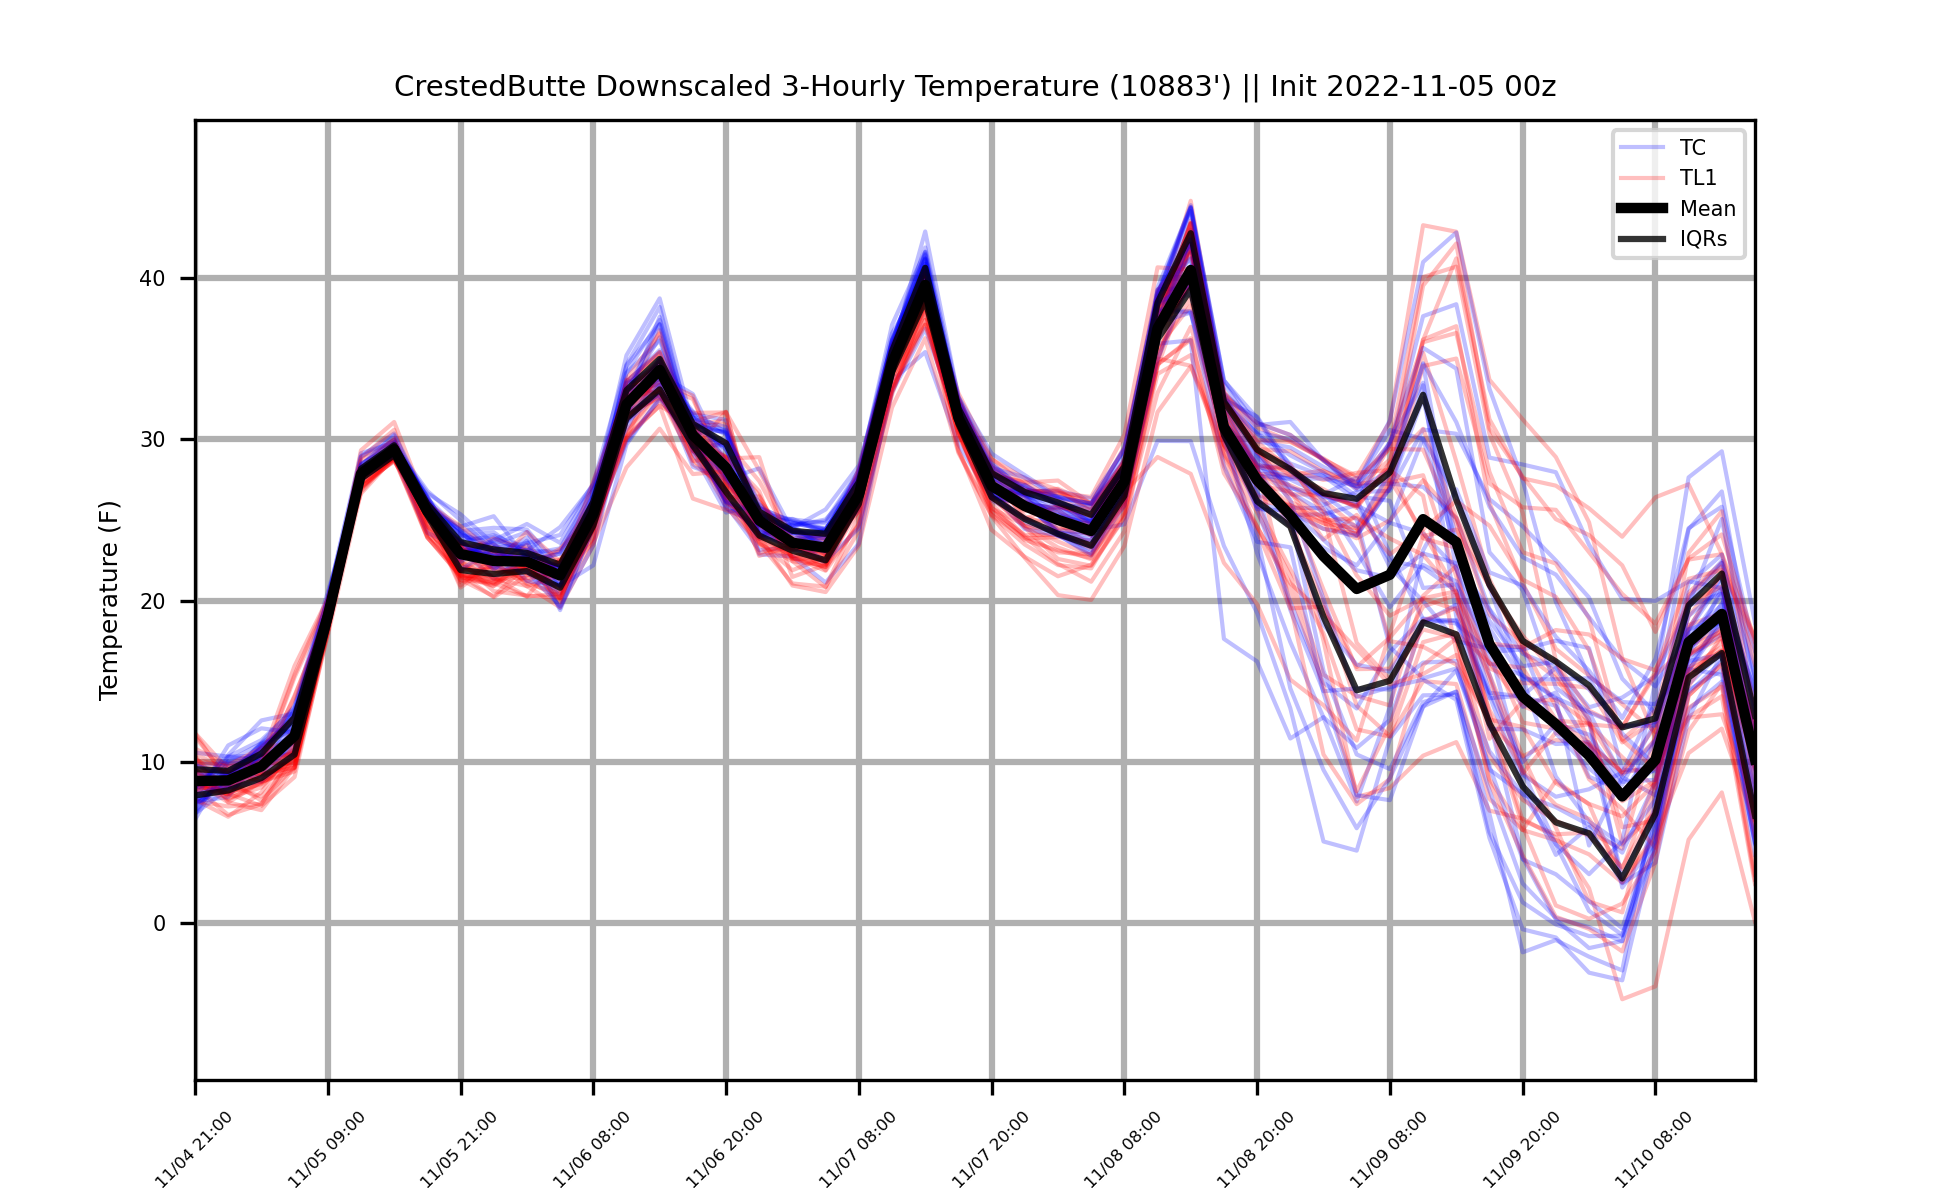 CrestedButte Downscaled 3-Hourly Temperature (10883') || Init 2022-11-05 00z
TC
TL1
Mean
IQRs
Temperature (F)
40
30
20
10
0
11/04 21:00
11/05 09:00
11/05 21:00
11/06 08:00
11/06 20:00
11/07 08:00
11/07 20:00
11/08 08:00
11/08 20:00
11/09 08:00
11/09 20:00
11/10 08:00